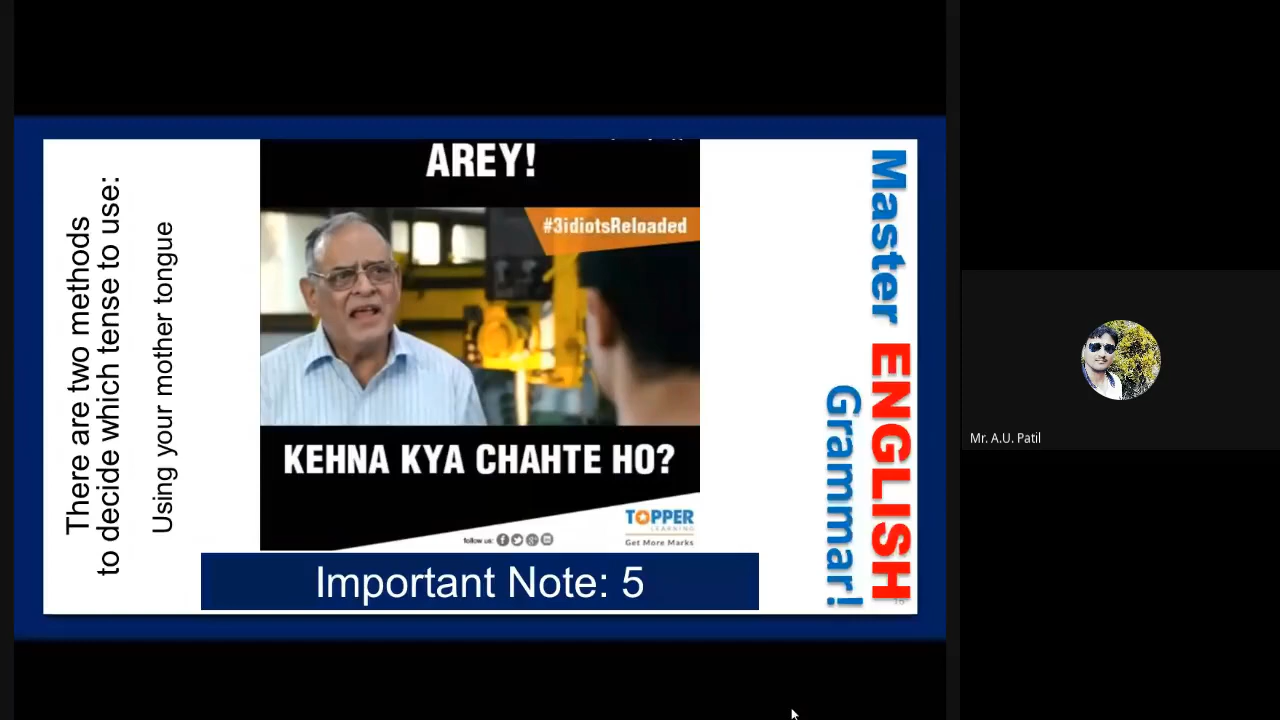 There are two methods
to decide which tense to use:
Using your mother tongue
AREY!
#3idiotsReloaded
KEHNA KYA CHAHTE HO?
follow us:
TOPPER
LEARNING
Get More Marks
Important Note: 5
Master ENGLISH
Grammar!
Mr. A.U. Patil